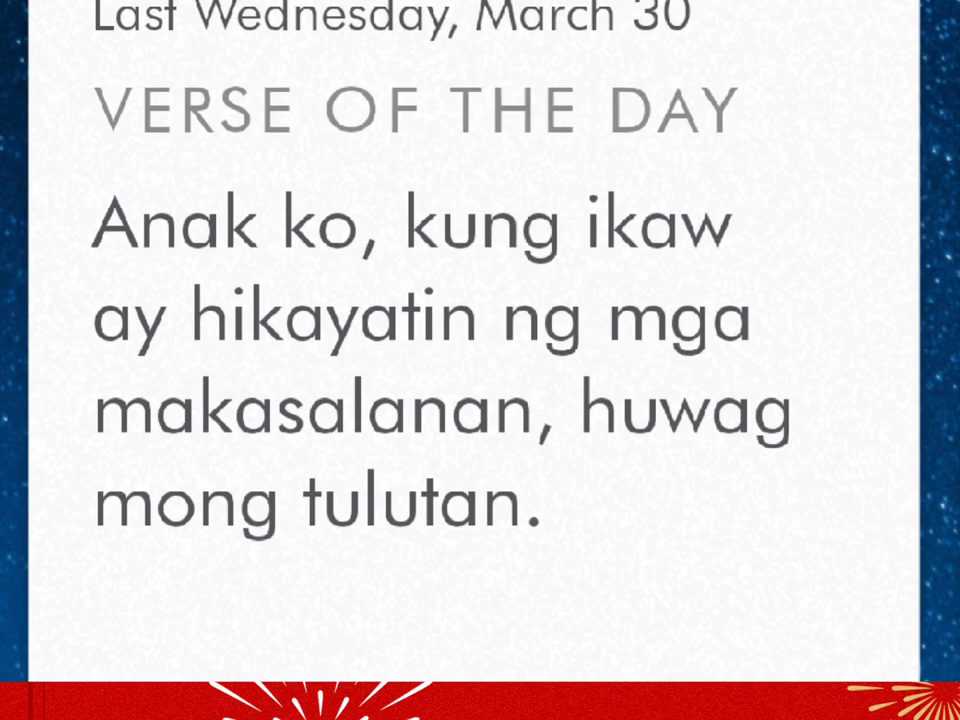 Last Wednesday, March 30
VERSE OF THE DAY
Anak ko, kung ikaw
ay hikayatin ng mga
makasalanan, huwag
mong tulutan.